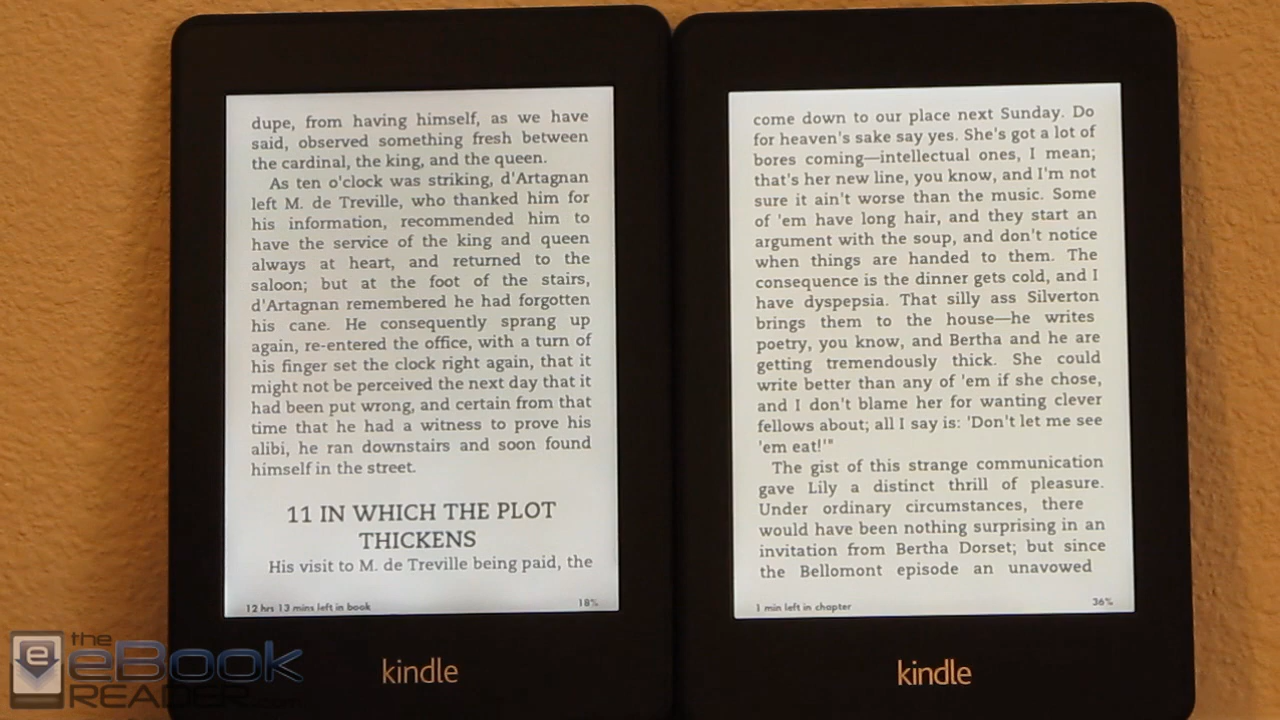 dupe, from having himself, as we have
said, observed something fresh between
the cardinal, the king, and the queen.
As ten o'clock was striking, d'Artagnan
left M. de Treville, who thanked him for
his information, recommended him to
have the service of the king and queen
always at heart, and returned to the
saloon; but at the foot of the stairs,
d'Artagnan remembered he had forgotten
his cane. He consequently sprang up
again, re-entered the office, with a turn of
his finger set the clock right again, that it
might not be perceived the next day that it
had been put wrong, and certain from that
time that he had a witness to prove his
alibi, he ran downstairs and soon found
himself in the street.
11 IN WHICH THE PLOT
THICKENS
His visit to M. de Treville being paid, the
12 hrs 13 mins left in book 18%
kindle
come down to our place next Sunday. Do
for heaven's sake say yes. She's got a lot of
bores coming—intellectual ones, I mean;
that's her new line, you know, and I'm not
sure it ain't worse than the music. Some
of 'em have long hair, and they start an
argument with the soup, and don't notice
when things are handed to them. The
consequence is the dinner gets cold, and I
have dyspepsia. That silly ass Silverton
brings them to the house—he writes
poetry, you know, and Bertha and he are
getting tremendously thick. She could
write better than any of 'em if she chose,
and I don't blame her for wanting clever
fellows about; all I say is: 'Don't let me see
'em eat!'"
The gist of this strange communication
gave Lily a distinct thrill of pleasure.
Under ordinary circumstances, there
would have been nothing surprising in an
invitation from Bertha Dorset; but since
the Bellomont episode an unavowed
1 min left in chapter 36%
kindle
e the
eBook
READER.com